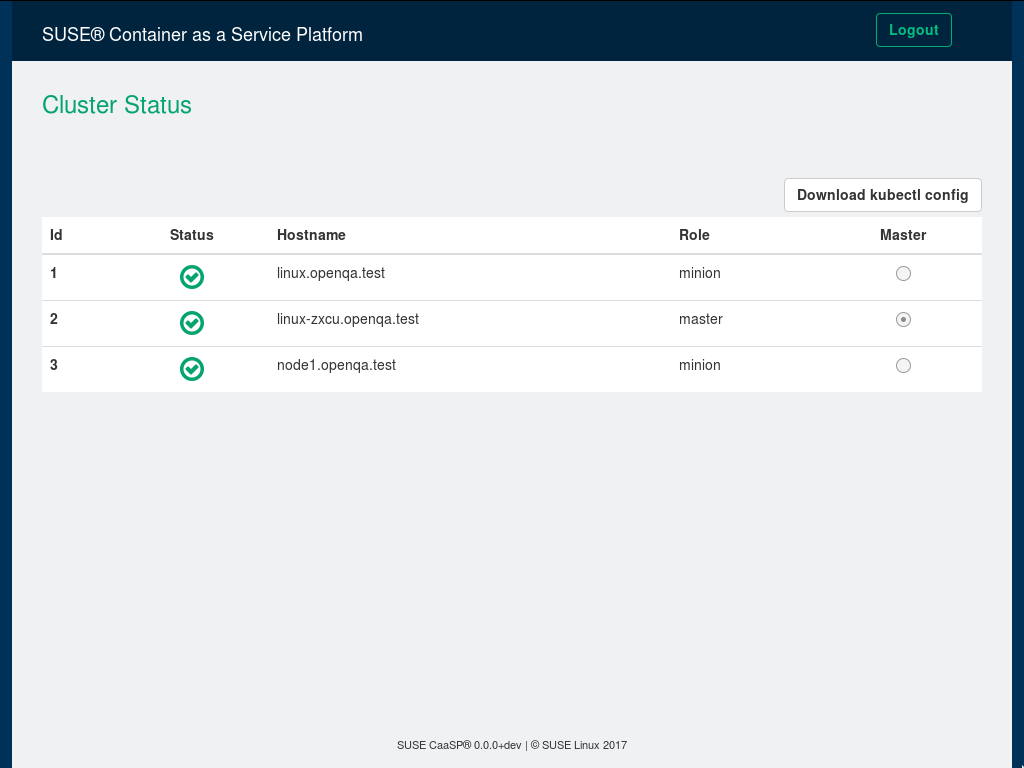 SUSE® Container as a Service Platform
Logout
Cluster Status
Download kubectl config
Id Status Hostname Role Master
1 linux.openqa.test minion
2 linux-zxcu.openqa.test master
3 node1.openqa.test minion
SUSE CaaSP® 0.0.0+dev | © SUSE Linux 2017